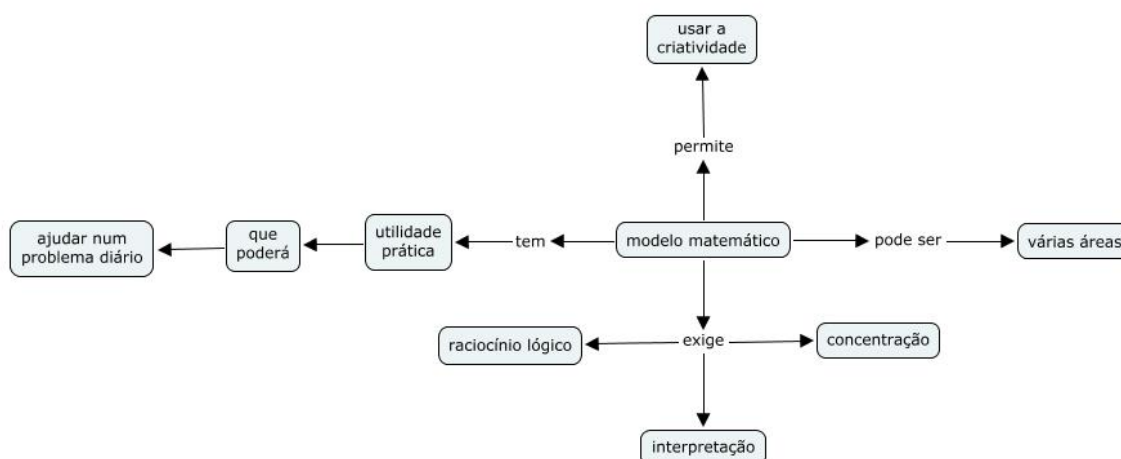 usar a
criatividade
permite
ajudar num
problema diário
que
poderá
utilidade
prática
tem
modelo matemático
pode ser
várias áreas
raciocínio lógico
exige
concentração
interpretação